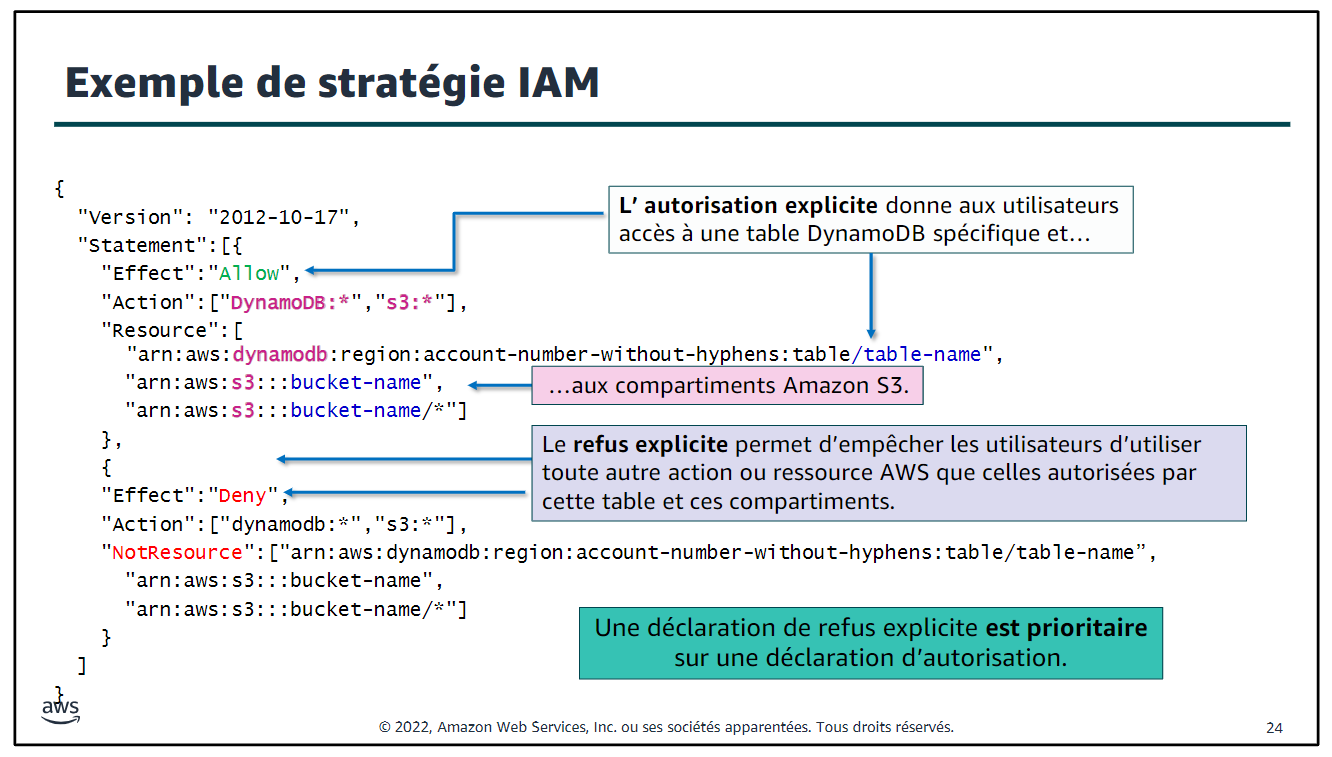 Exemple de stratégie IAM
{
"Version": "2012-10-17",
"Statement":[{
"Effect":"Allow",
"Action":["DynamoDB:*","s3:*"],
"Resource":[
"arn:aws:dynamodb:region:account-number-without-hyphens:table/table-name",
"arn:aws:s3:::bucket-name",
"arn:aws:s3:::bucket-name/*"]
},
{
"Effect":"Deny",
"Action":["dynamodb:*","s3:*"],
"NotResource":["arn:aws:dynamodb:region:account-number-without-hyphens:table/table-name”,
"arn:aws:s3:::bucket-name",
"arn:aws:s3:::bucket-name/*"]
}
]
}
L’ autorisation explicite donne aux utilisateurs
accès à une table DynamoDB spécifique et…
…aux compartiments Amazon S3.
Le refus explicite permet d’empêcher les utilisateurs d’utiliser
toute autre action ou ressource AWS que celles autorisées par
cette table et ces compartiments.
Une déclaration de refus explicite est prioritaire
sur une déclaration d’autorisation.
aws
© 2022, Amazon Web Services, Inc. ou ses sociétés apparentées. Tous droits réservés.
24